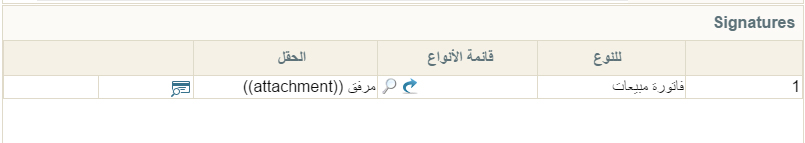 Signatures
للنوع قائمة الأنواع الحقل
1 فاتورة مبيعات مرفق ((attachment))